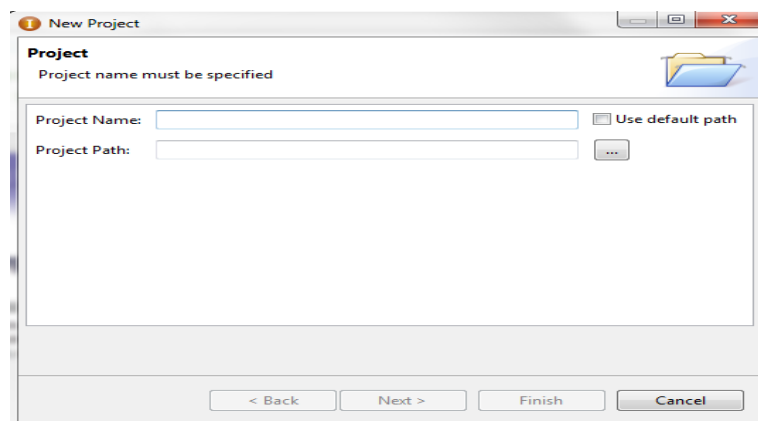 New Project
Project
Project name must be specified
Project Name:
Use default path
Project Path:
...
< Back
Next >
Finish
Cancel